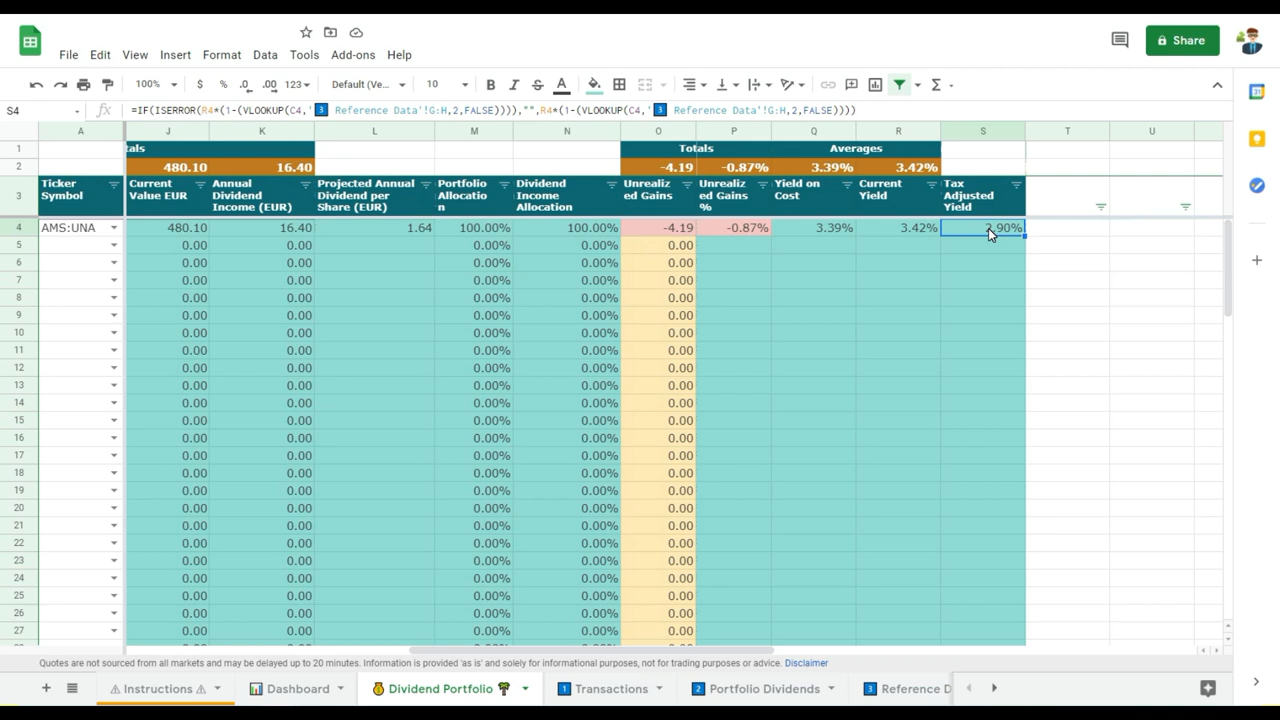 File Edit View Insert Format Data Tools Add-ons Help
Share
100% $ % .0 .00 123 Default (Ve... 10 B I S A
S4 fx =IF(ISERROR(R4*(1-(VLOOKUP(C4,'3 Reference Data'!G:H,2,FALSE)))),"",R4*(1-(VLOOKUP(C4,'3 Reference Data'!G:H,2,FALSE))))
A J K L M N O P Q R S T U
1 tals Totals Averages
2 480.10 16.40 -4.19 -0.87% 3.39% 3.42%
3 Ticker Symbol Current Value EUR Annual Dividend Income (EUR) Projected Annual Dividend per Share (EUR) Portfolio Allocatio n Dividend Income Allocation Unrealiz ed Gains Unrealiz ed Gains % Yield on Cost Current Yield Tax Adjusted Yield
4 AMS:UNA 480.10 16.40 1.64 100.00% 100.00% -4.19 -0.87% 3.39% 3.42% 2.90%
5 0.00 0.00 0.00% 0.00% 0.00
6 0.00 0.00 0.00% 0.00% 0.00
7 0.00 0.00 0.00% 0.00% 0.00
8 0.00 0.00 0.00% 0.00% 0.00
9 0.00 0.00 0.00% 0.00% 0.00
10 0.00 0.00 0.00% 0.00% 0.00
11 0.00 0.00 0.00% 0.00% 0.00
12 0.00 0.00 0.00% 0.00% 0.00
13 0.00 0.00 0.00% 0.00% 0.00
14 0.00 0.00 0.00% 0.00% 0.00
15 0.00 0.00 0.00% 0.00% 0.00
16 0.00 0.00 0.00% 0.00% 0.00
17 0.00 0.00 0.00% 0.00% 0.00
18 0.00 0.00 0.00% 0.00% 0.00
19 0.00 0.00 0.00% 0.00% 0.00
20 0.00 0.00 0.00% 0.00% 0.00
21 0.00 0.00 0.00% 0.00% 0.00
22 0.00 0.00 0.00% 0.00% 0.00
23 0.00 0.00 0.00% 0.00% 0.00
24 0.00 0.00 0.00% 0.00% 0.00
25 0.00 0.00 0.00% 0.00% 0.00
26 0.00 0.00 0.00% 0.00% 0.00
27 0.00 0.00 0.00% 0.00% 0.00
Quotes are not sourced from all markets and may be delayed up to 20 minutes. Information is provided 'as is' and solely for informational purposes, not for trading purposes or advice. Disclaimer
Instructions Dashboard Dividend Portfolio 1 Transactions 2 Portfolio Dividends 3 Reference D